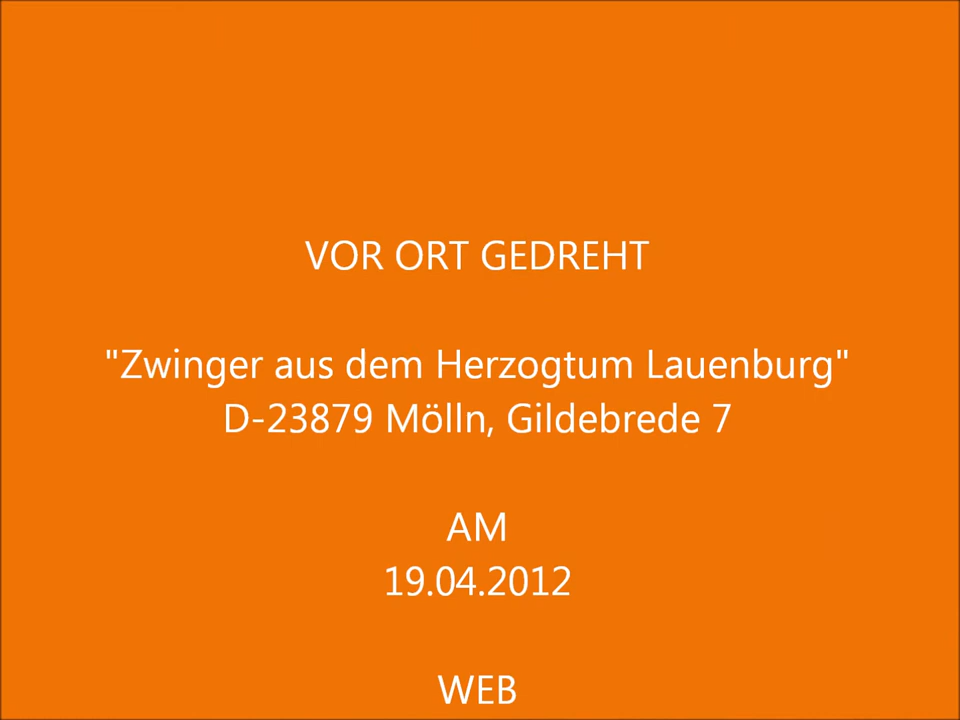 VOR ORT GEDREHT
"Zwinger aus dem Herzogtum Lauenburg"
D-23879 Mölln, Gildebrede 7
AM
19.04.2012
WEB